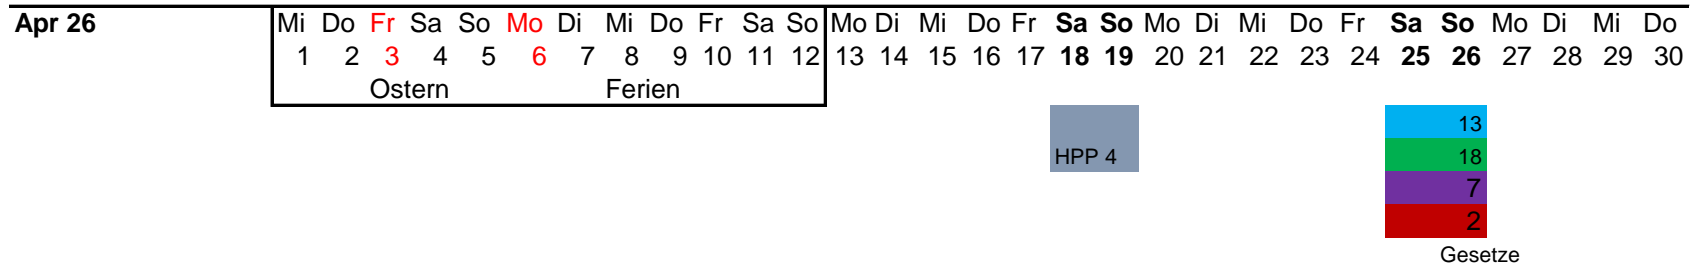 Apr 26 Mi Do Fr Sa So Mo Di Mi Do Fr Sa So Mo Di Mi Do Fr Sa So Mo Di Mi Do Fr Sa So Mo Di Mi Do
1 2 3 4 5 6 7 8 9 10 11 12 13 14 15 16 17 18 19 20 21 22 23 24 25 26 27 28 29 30
Ostern Ferien
13
HPP 4 18
7
2
Gesetze